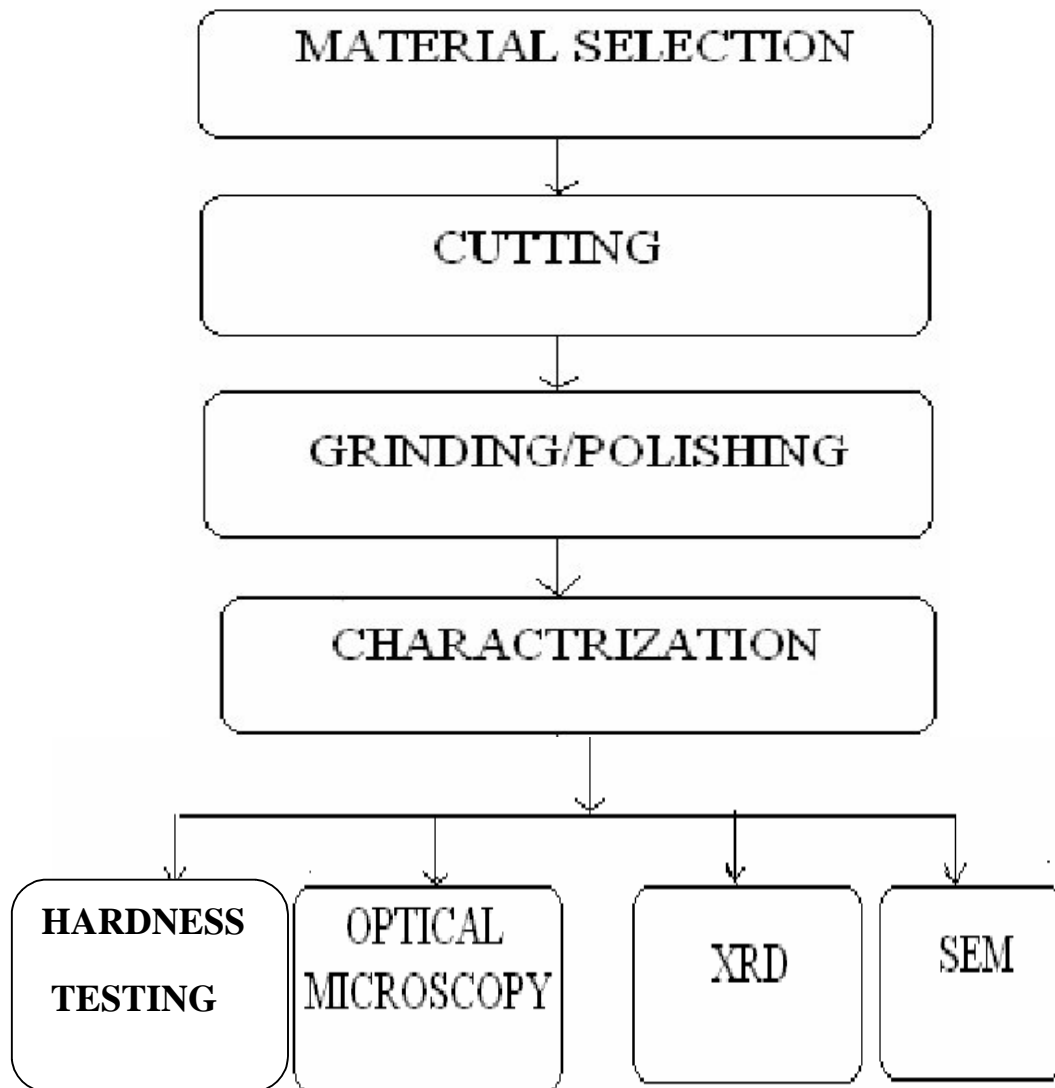 MATERIAL SELECTION
CUTTING
GRINDING/POLISHING
CHARACTRIZATION
HARDNESS
TESTING
OPTICAL
MICROSCOPY
XRD
SEM